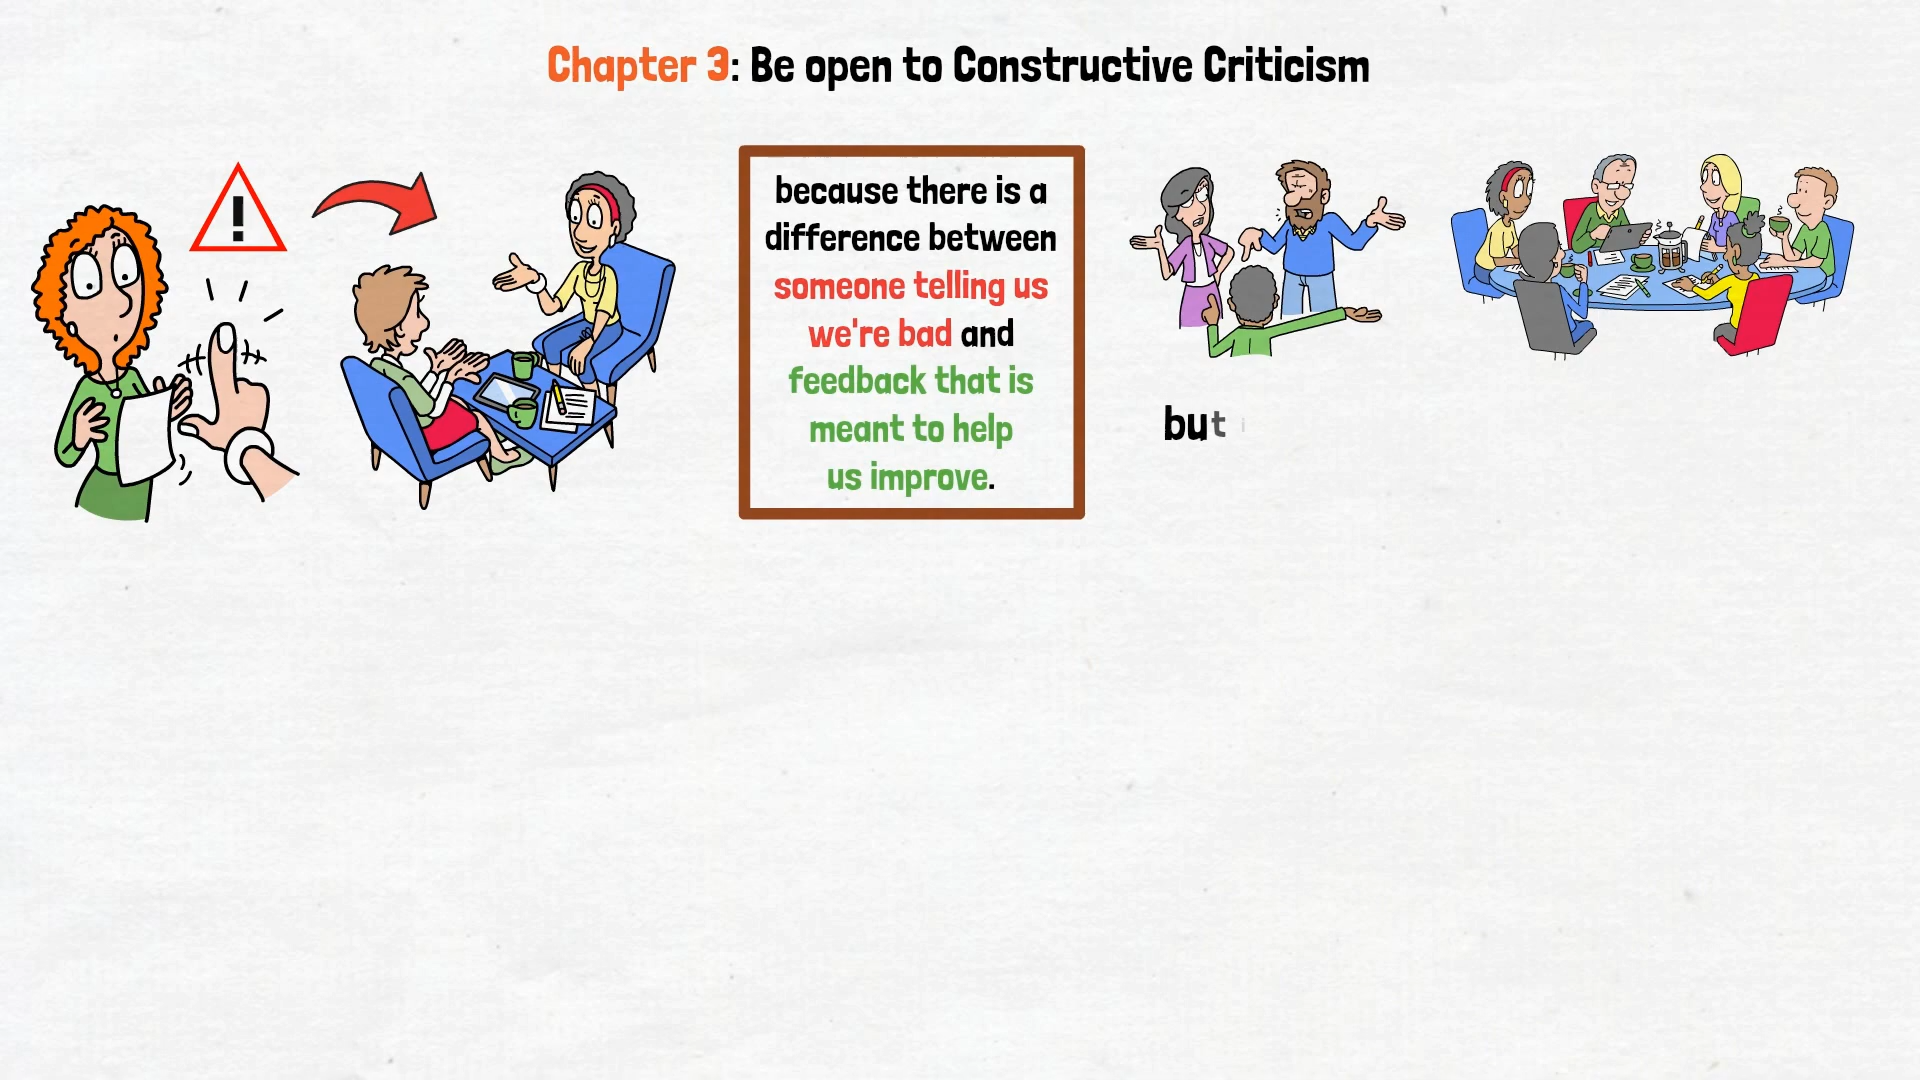 Chapter 3: Be open to Constructive Criticism
!
because there is a
difference between
someone telling us
we're bad and
feedback that is
meant to help
us improve.
but